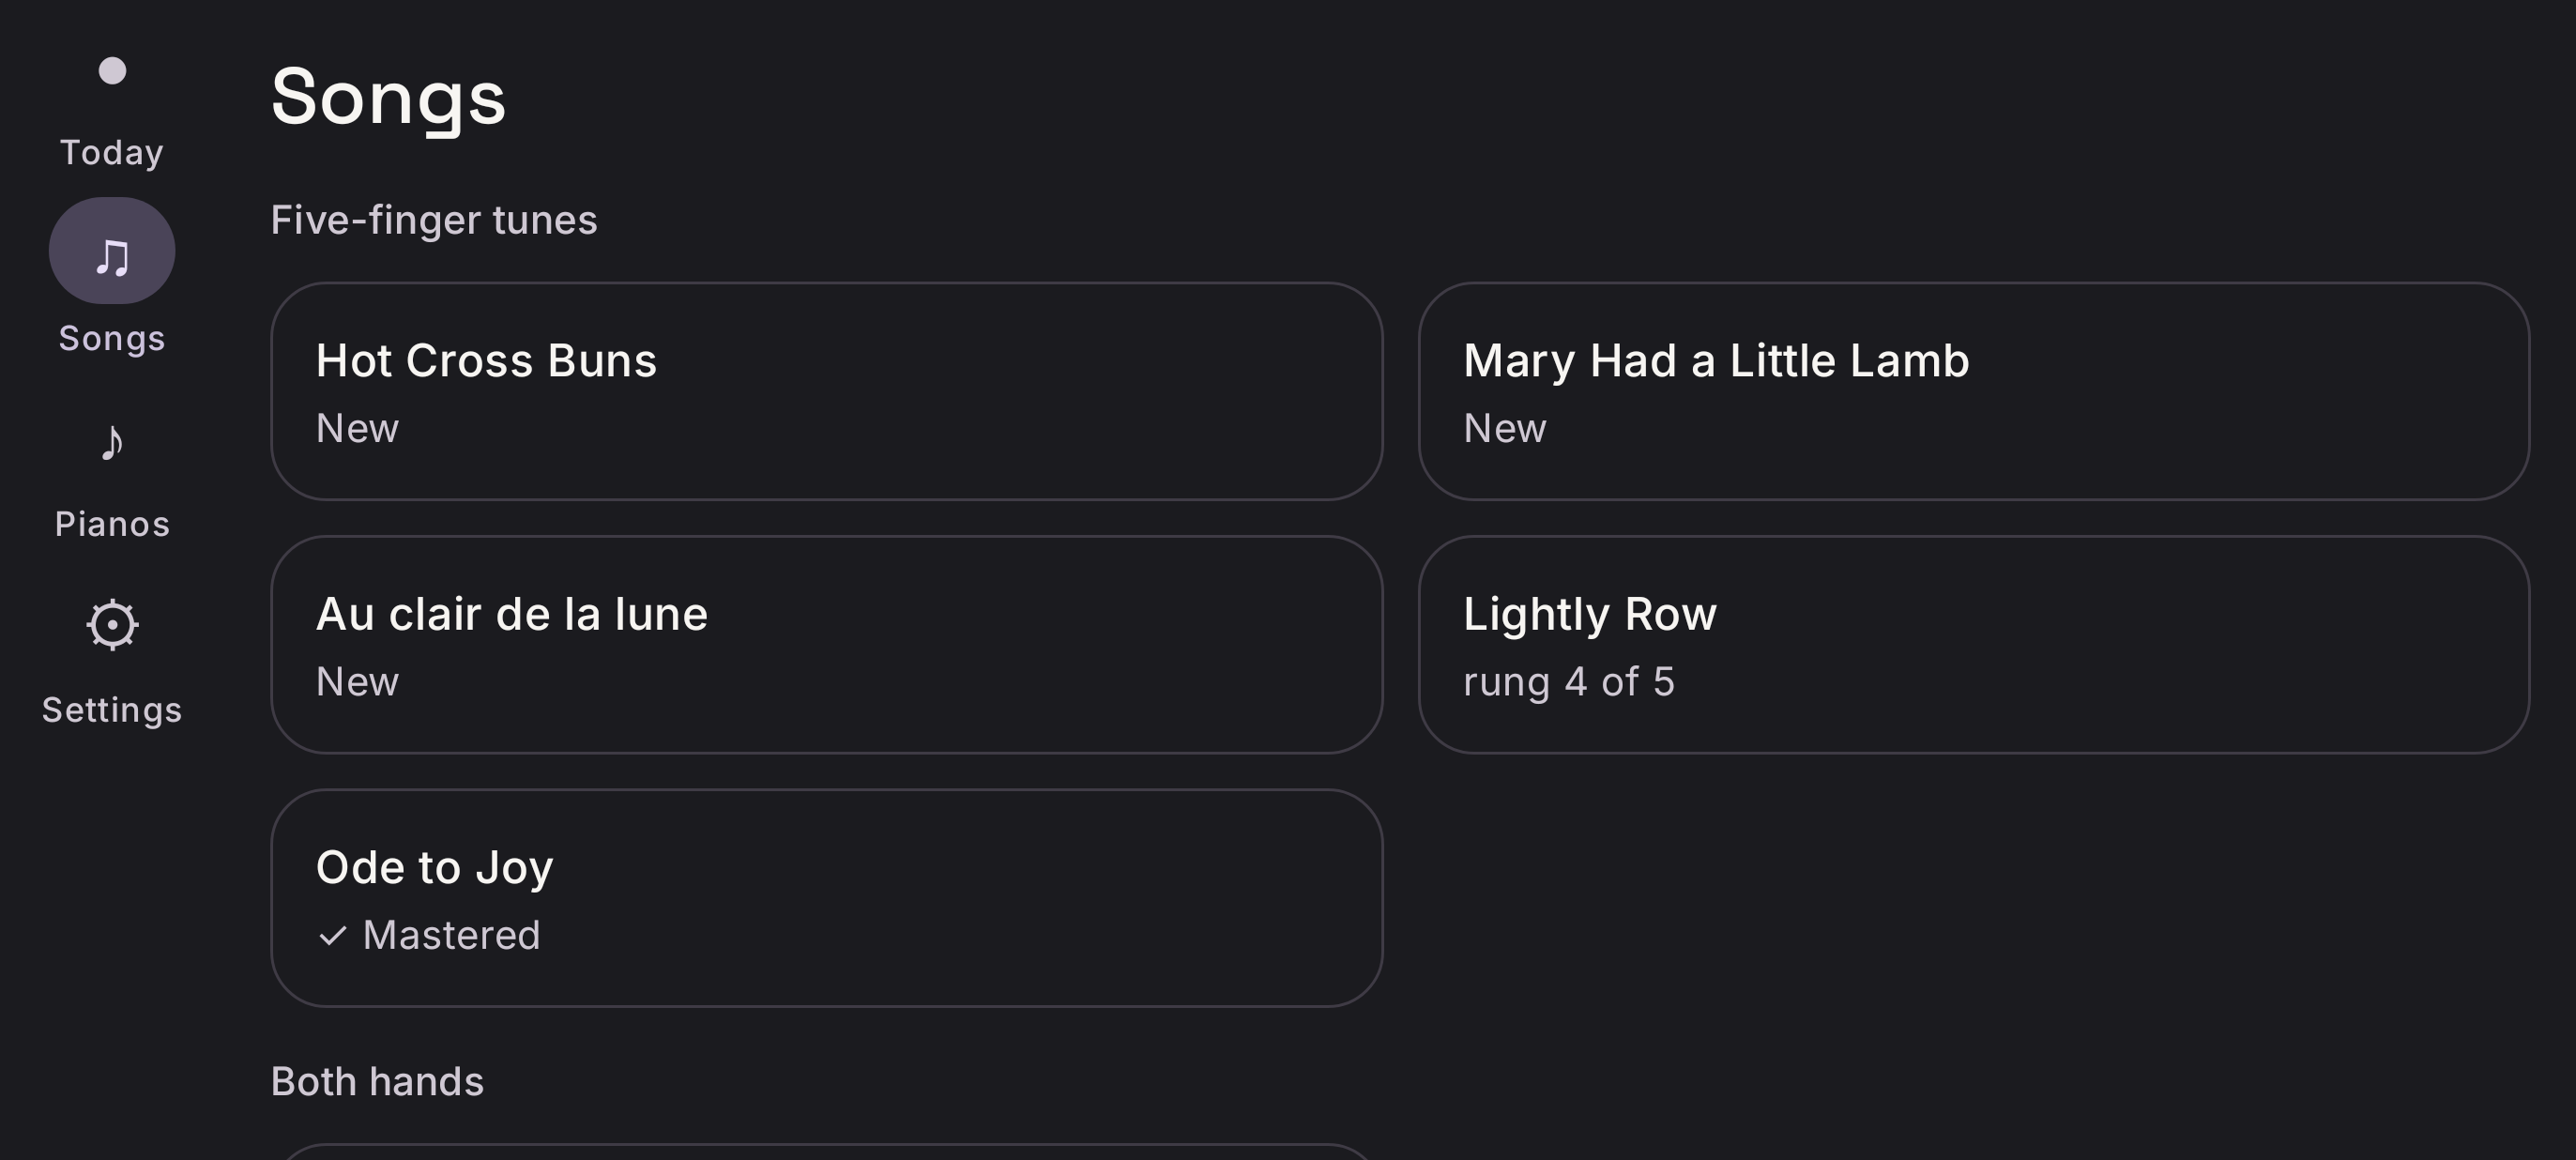 Today
Songs
Pianos
Settings
Songs
Five-finger tunes
Hot Cross Buns
New
Mary Had a Little Lamb
New
Au clair de la lune
New
Lightly Row
rung 4 of 5
Ode to Joy
✓ Mastered
Both hands